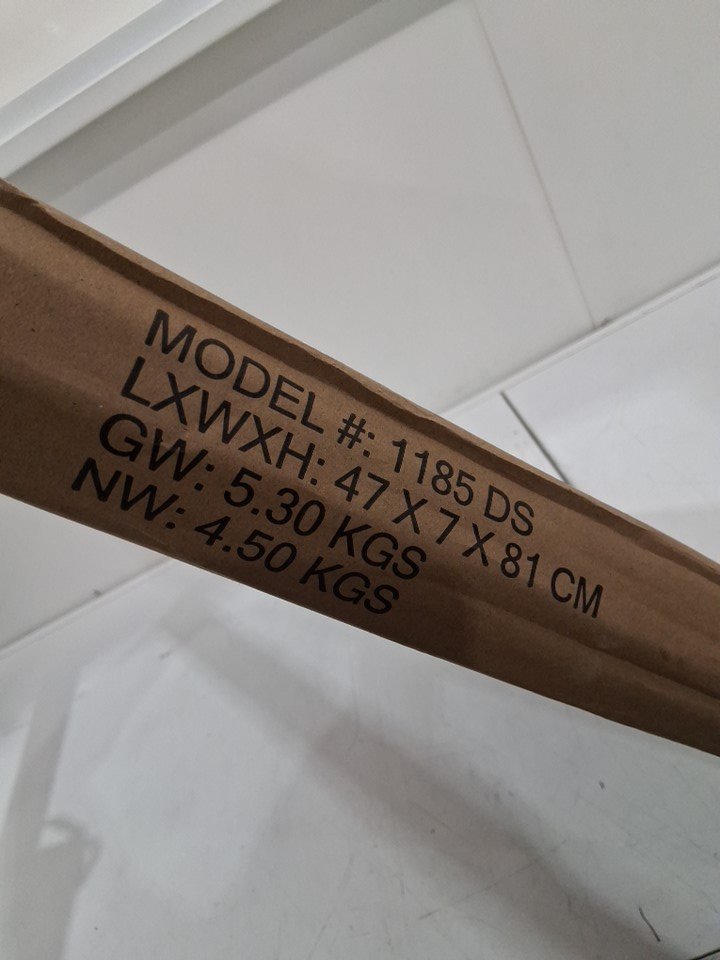 MODEL #: 1185 DS
LXWXH: 47 X 7 X 81 CM
GW: 5.30 KGS
NW: 4.50 KGS